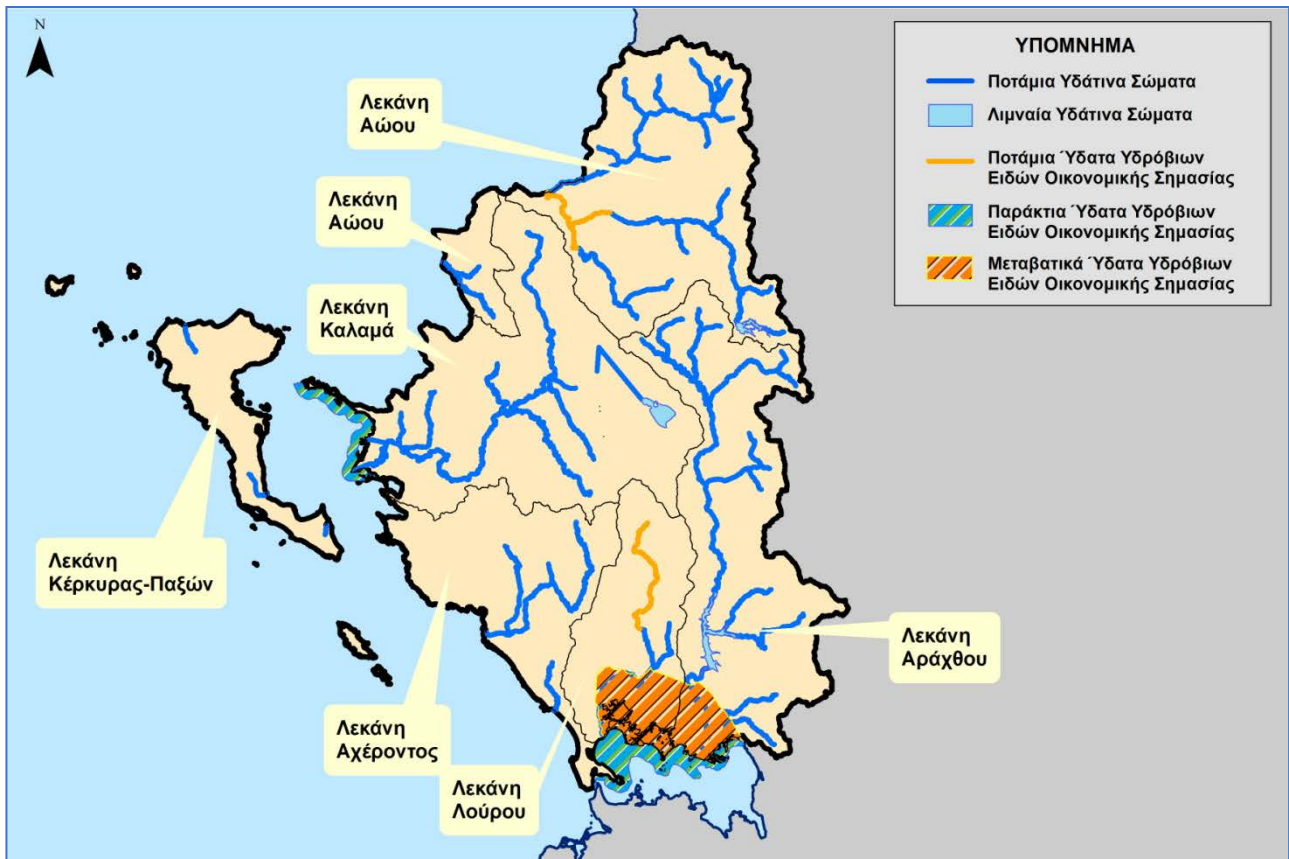 N
ΥΠΟΜΝΗΜΑ
Ποτάμια Υδάτινα Σώματα
Λιμναία Υδάτινα Σώματα
Ποτάμια Ύδατα Υδρόβιων
Ειδών Οικονομικής Σημασίας
Παράκτια Ύδατα Υδρόβιων
Ειδών Οικονομικής Σημασίας
Μεταβατικά Ύδατα Υδρόβιων
Ειδών Οικονομικής Σημασίας
Λεκάνη
Αώου
Λεκάνη
Αώου
Λεκάνη
Καλαμά
Λεκάνη
Κέρκυρας-Παξών
Λεκάνη
Αράχθου
Λεκάνη
Αχέροντος
Λεκάνη
Λούρου